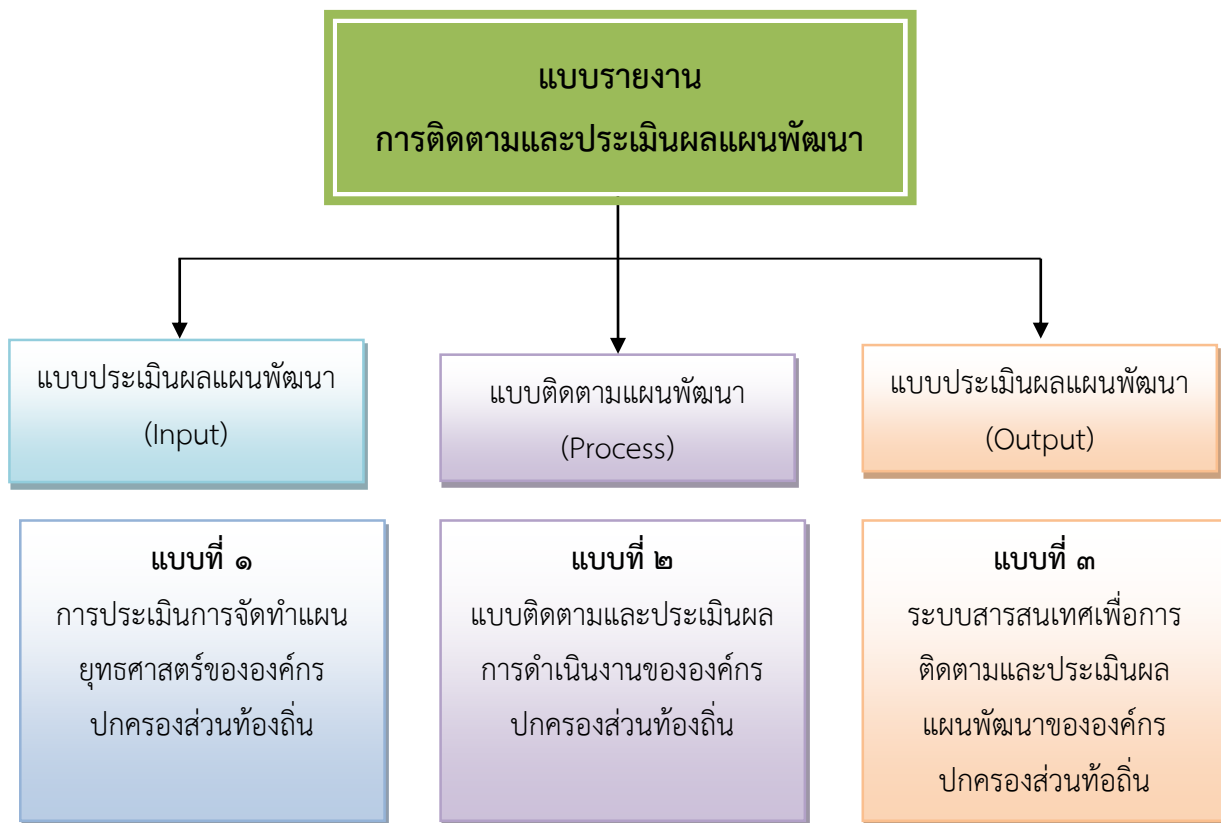 แบบรายงาน
การติดตามและประเมินผลแผนพัฒนา
แบบประเมินผลแผนพัฒนา
(Input)
แบบติดตามแผนพัฒนา
(Process)
แบบประเมินผลแผนพัฒนา
(Output)
แบบที่ ๑
การประเมินการจัดทำแผน
ยุทธศาสตร์ขององค์กร
ปกครองส่วนท้องถิ่น
แบบที่ ๒
แบบติดตามและประเมินผล
การดำเนินงานขององค์กร
ปกครองส่วนท้องถิ่น
แบบที่ ๓
ระบบสารสนเทศเพื่อการ
ติดตามและประเมินผล
แผนพัฒนาขององค์กร
ปกครองส่วนท้อถิ่น